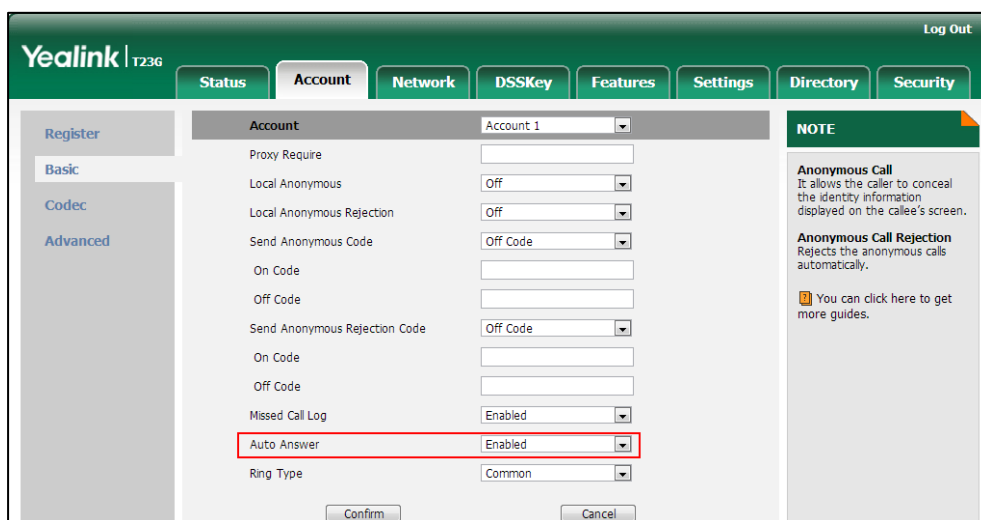 Log Out
Yealink T23G
Status Account Network DSSKey Features Settings Directory Security
Register
Basic
Codec
Advanced
Account Account 1
Proxy Require
Local Anonymous Off
Local Anonymous Rejection Off
Send Anonymous Code Off Code
On Code
Off Code
Send Anonymous Rejection Code Off Code
On Code
Off Code
Missed Call Log Enabled
Auto Answer Enabled
Ring Type Common
Confirm Cancel
NOTE
Anonymous Call
It allows the caller to conceal
the identity information
displayed on the callee's screen.
Anonymous Call Rejection
Rejects the anonymous calls
automatically.
? You can click here to get
more guides.